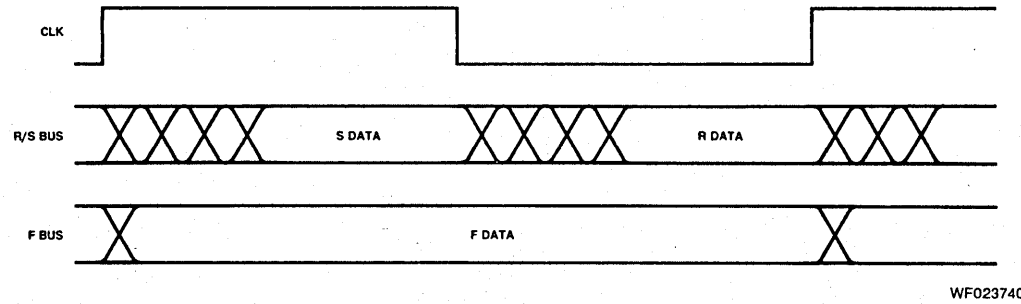 CLK
R/S BUS
S DATA
R DATA
F BUS
F DATA
WF023740